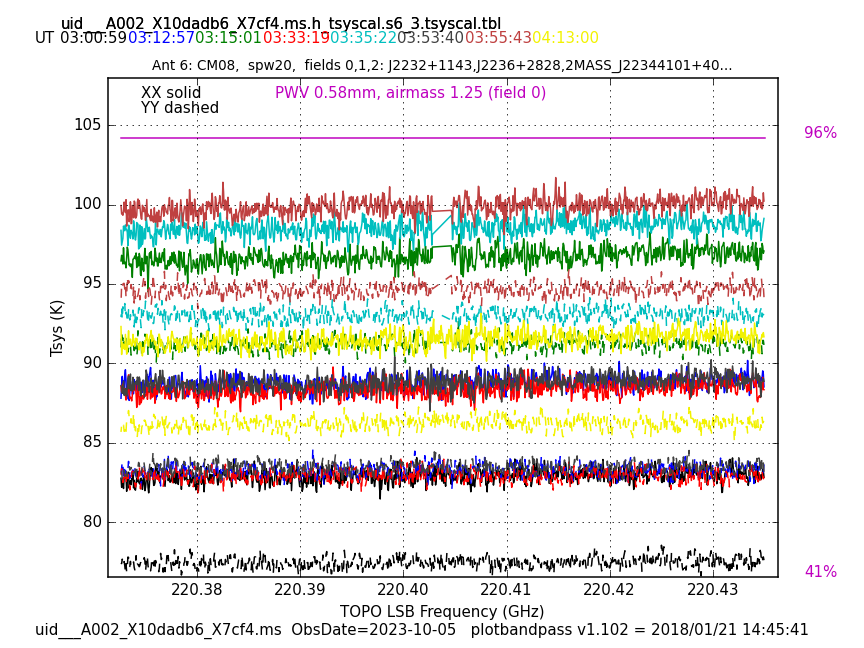 uid___A002_X10dadb6_X7cf4.ms.h_tsyscal.s6_3.tsyscal.tbl
UT 03:00:59 03:12:57 03:15:01 03:33:19 03:35:22 03:53:40 03:55:43 04:13:00
Ant 6: CM08,  spw20,  fields 0,1,2: J2232+1143,J2236+2828,2MASS_J22344101+40...
XX solid
PWV 0.58mm, airmass 1.25 (field 0)
YY dashed
105
96%
100
95
90
85
80
Tsys (K)
41%
220.38 220.39 220.40 220.41 220.42 220.43
TOPO LSB Frequency (GHz)
uid___A002_X10dadb6_X7cf4.ms  ObsDate=2023-10-05   plotbandpass v1.102 = 2018/01/21 14:45:41